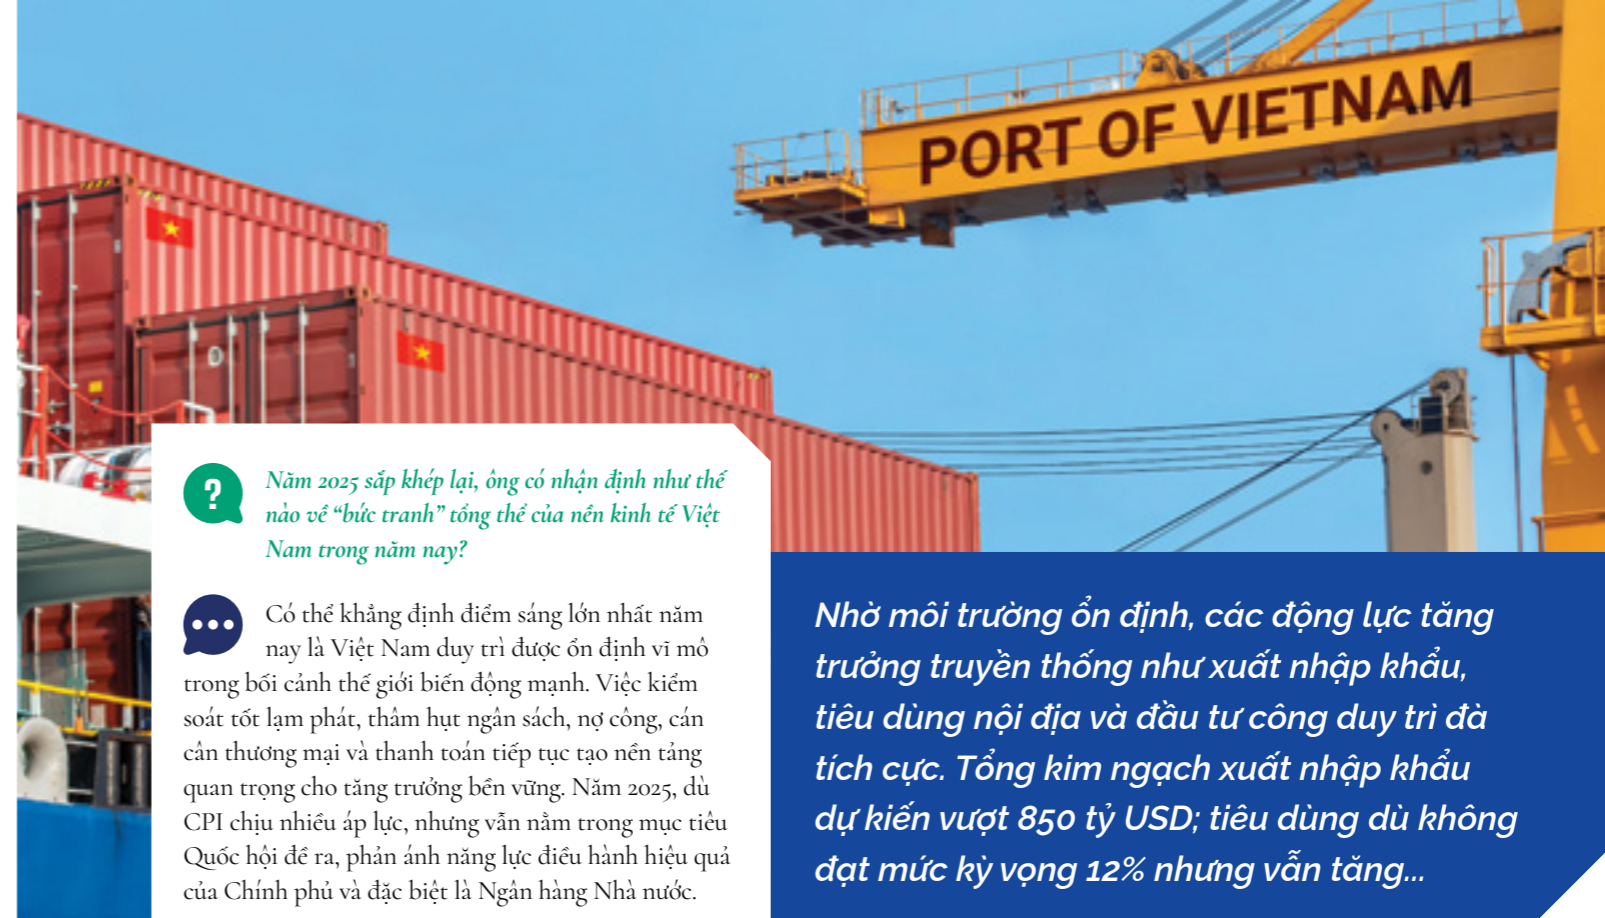 PORT OF VIETNAM
?
Năm 2025 sắp khép lại, ông có nhận định như thế
nào về “bức tranh” tổng thể của nền kinh tế Việt
Nam trong năm nay?
Có thể khẳng định điểm sáng lớn nhất năm
nay là Việt Nam duy trì được ổn định vĩ mô
trong bối cảnh thế giới biến động mạnh. Việc kiểm
soát tốt lạm phát, thâm hụt ngân sách, nợ công, cán
cân thương mại và thanh toán tiếp tục tạo nền tảng
quan trọng cho tăng trưởng bền vững. Năm 2025, dù
CPI chịu nhiều áp lực, nhưng vẫn nằm trong mục tiêu
Quốc hội đề ra, phản ánh năng lực điều hành hiệu quả
của Chính phủ và đặc biệt là Ngân hàng Nhà nước.
Nhờ môi trường ổn định, các động lực tăng
trưởng truyền thống như xuất nhập khẩu,
tiêu dùng nội địa và đầu tư công duy trì đà
tích cực. Tổng kim ngạch xuất nhập khẩu
dự kiến vượt 850 tỷ USD; tiêu dùng dù không
đạt mức kỳ vọng 12% nhưng vẫn tăng...